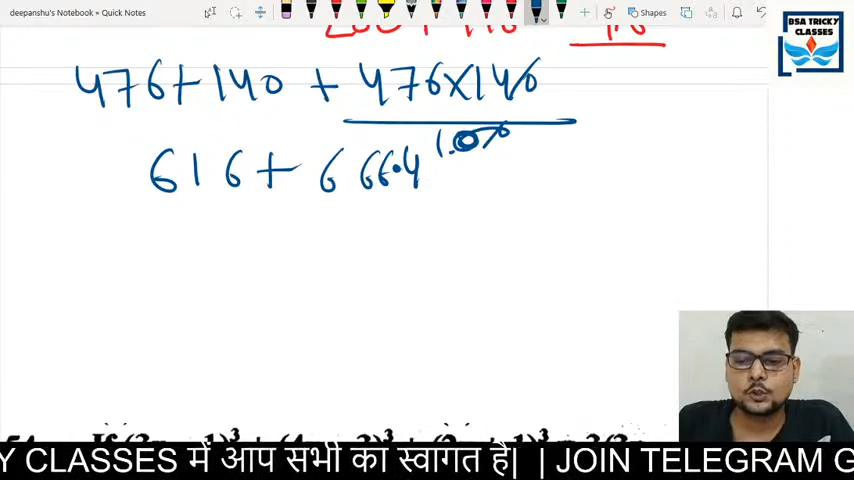 deepanshu's Notebook » Quick Notes
Shapes
BSA TRICKY
CLASSES
476+140 + 476×140
100
616+ 666.4
Y CLASSES में आप सभी का स्वागत है| | JOIN TELEGRAM G